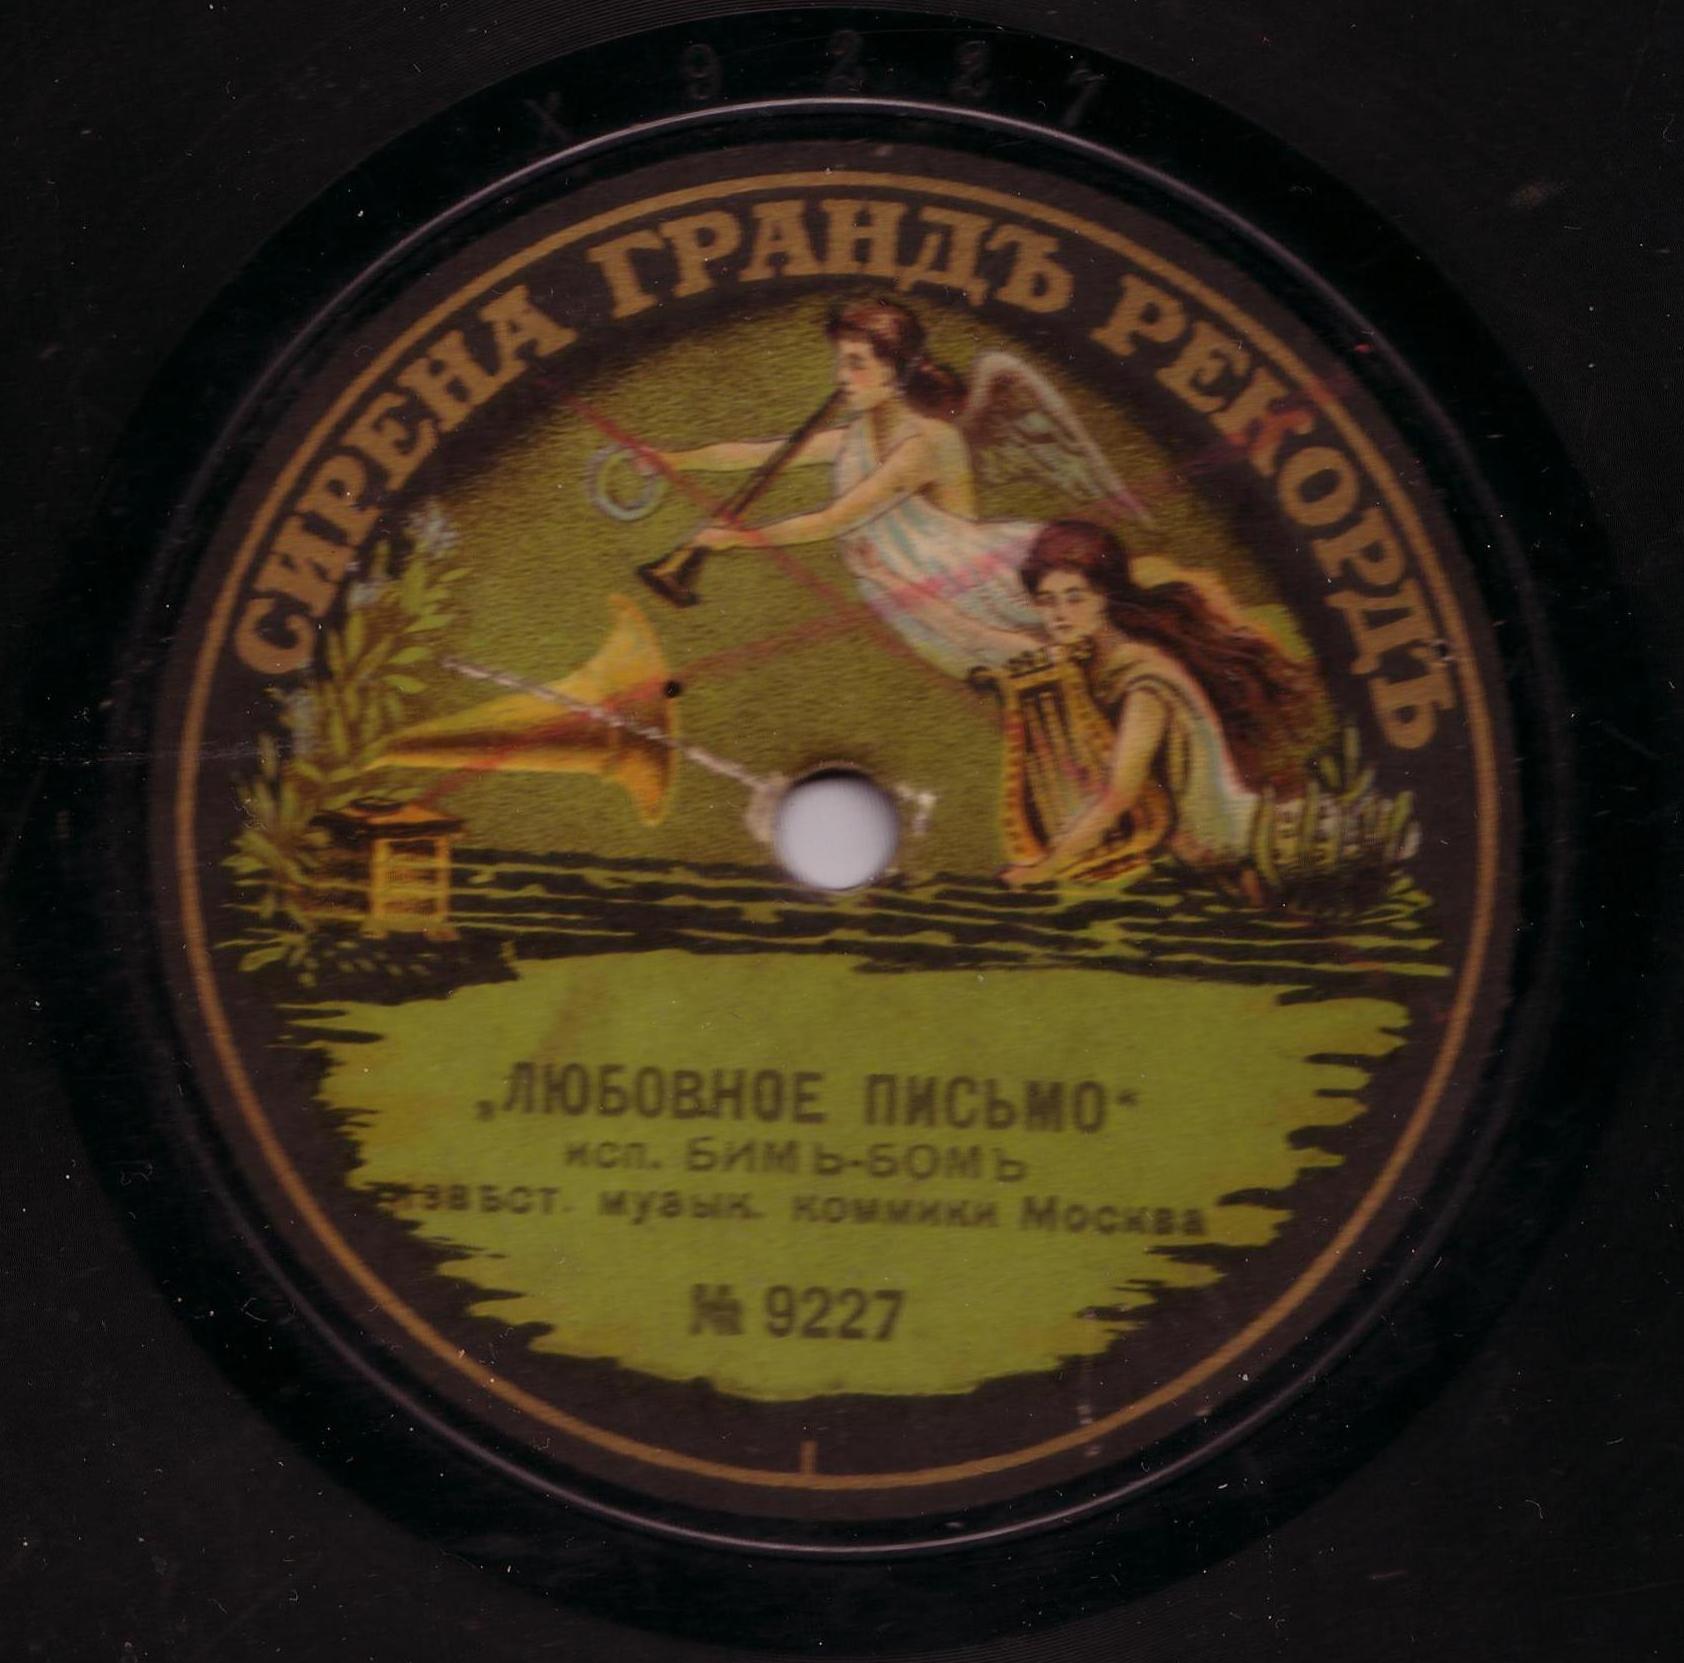 X 9227
СИРЕНА ГРАНДЪ РЕКОРДЪ
„ЛЮБОВНОЕ ПИСЬМО“
исп. БИМЪ-БОМЪ
извѣст. музык. коммики Москва
№ 9227